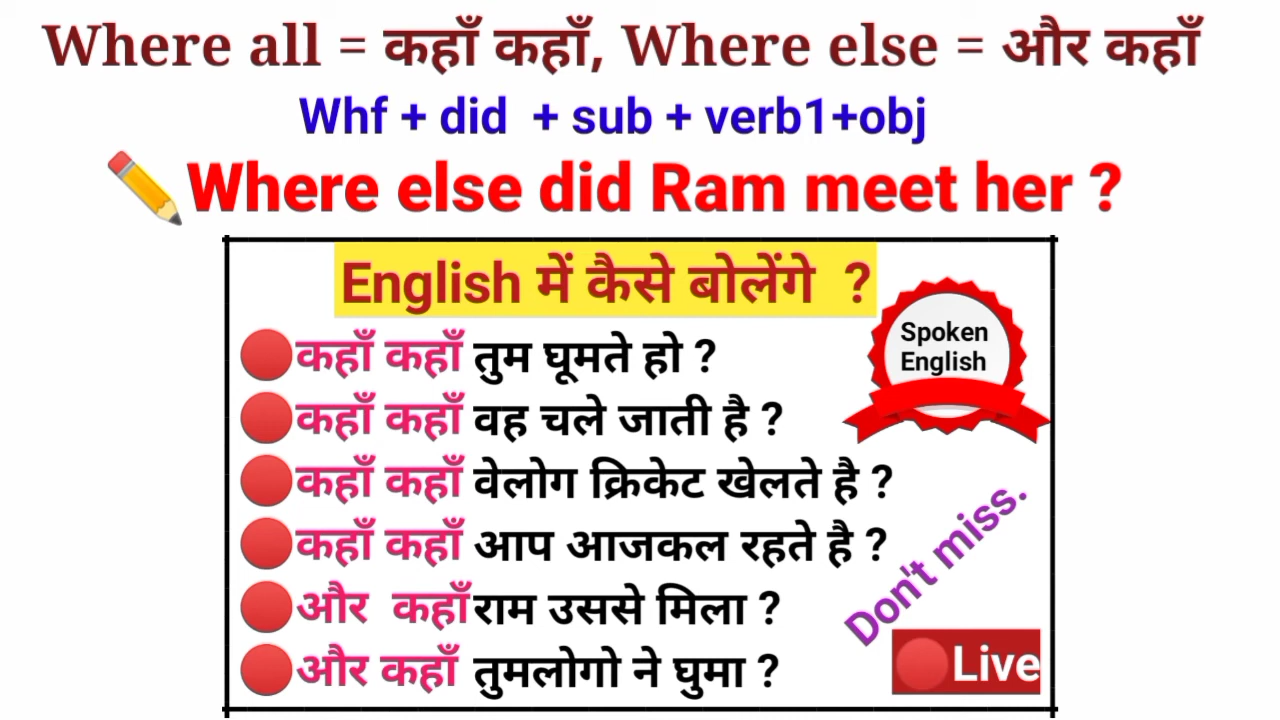 Where all = कहाँ कहाँ, Where else = और कहाँ
Whf + did + sub + verb1+obj
Where else did Ram meet her ?
English में कैसे बोलेंगे ?
Spoken
English
कहाँ कहाँ तुम घूमते हो ?
कहाँ कहाँ वह चले जाती है ?
कहाँ कहाँ वेलोग क्रिकेट खेलते है ?
कहाँ कहाँ आप आजकल रहते है ?
और कहाँ राम उससे मिला ?
और कहाँ तुमलोगो ने घुमा ?
Don't miss.
Live